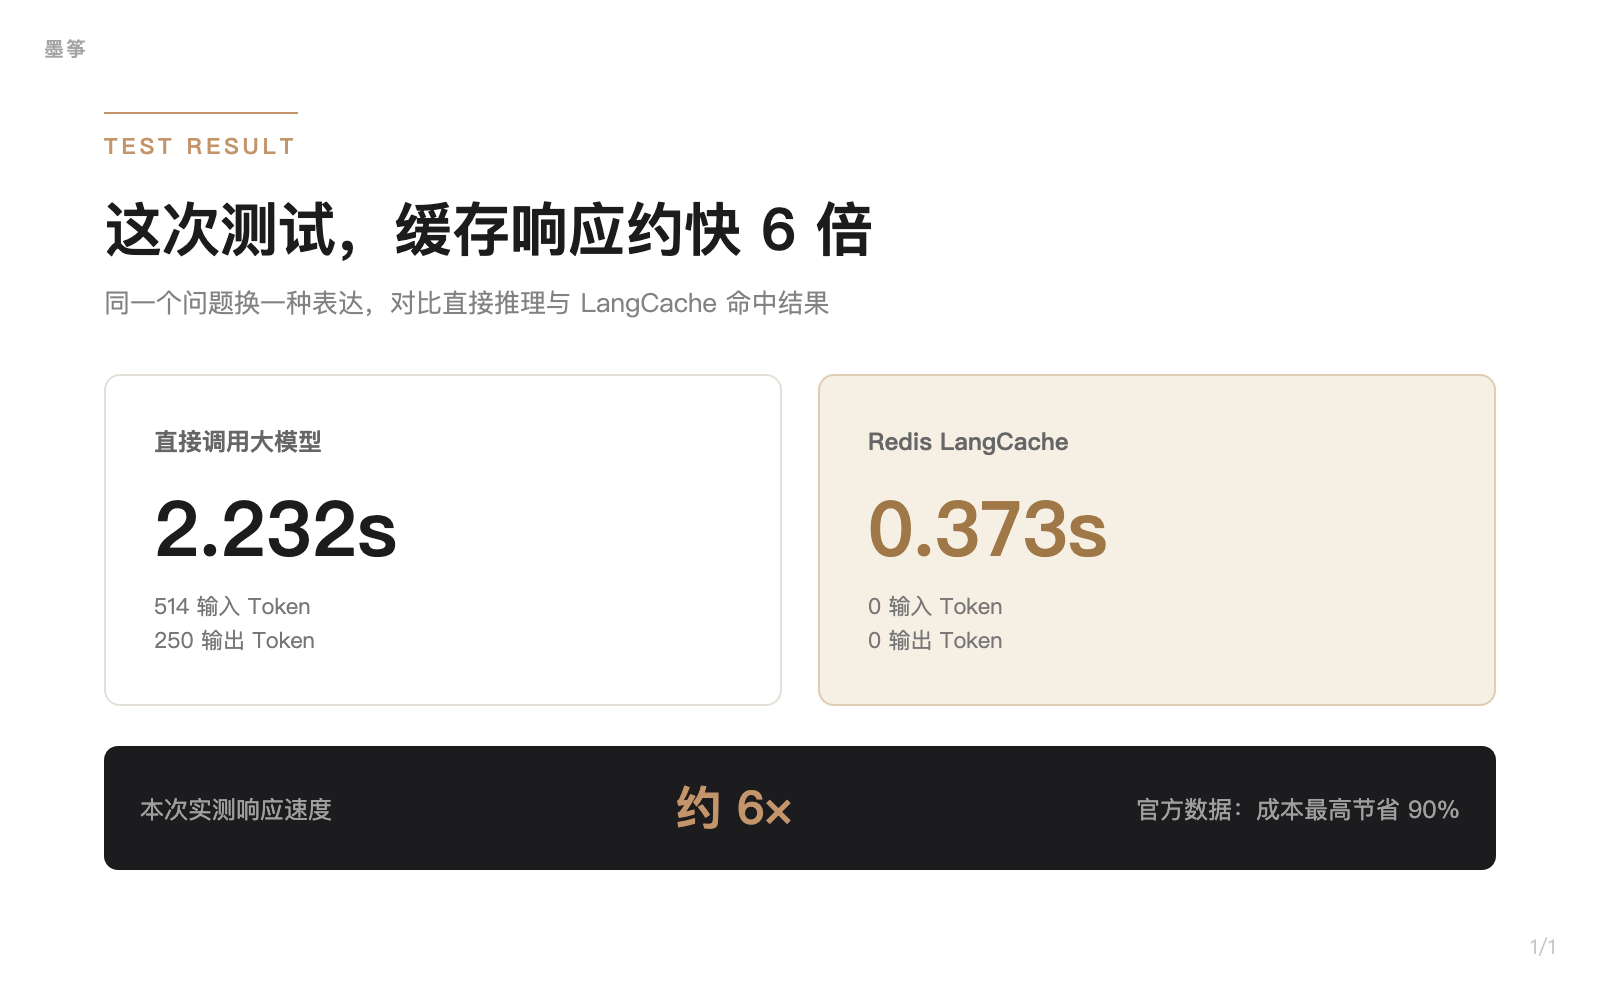 墨筝
TEST RESULT
这次测试，缓存响应约快 6 倍
同一个问题换一种表达，对比直接推理与 LangCache 命中结果
直接调用大模型
2.232s
514 输入 Token
250 输出 Token
Redis LangCache
0.373s
0 输入 Token
0 输出 Token
本次实测响应速度
约 6×
官方数据：成本最高节省 90%
1/1